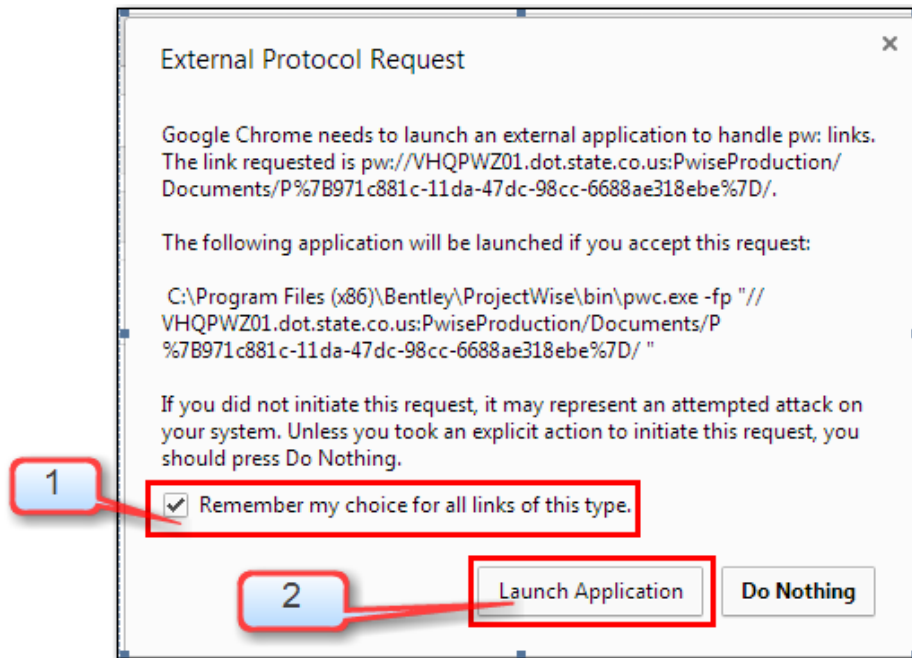 External Protocol Request
×
Google Chrome needs to launch an external application to handle pw: links.
The link requested is pw://VHQPWZ01.dot.state.co.us:PwiseProduction/
Documents/P%7B971c881c-11da-47dc-98cc-6688ae318ebe%7D/.
The following application will be launched if you accept this request:
C:\Program Files (x86)\Bentley\ProjectWise\bin\pwc.exe -fp "//
VHQPWZ01.dot.state.co.us:PwiseProduction/Documents/P
%7B971c881c-11da-47dc-98cc-6688ae318ebe%7D/ "
If you did not initiate this request, it may represent an attempted attack on
your system. Unless you took an explicit action to initiate this request, you
should press Do Nothing.
1
Remember my choice for all links of this type.
2
Launch Application
Do Nothing